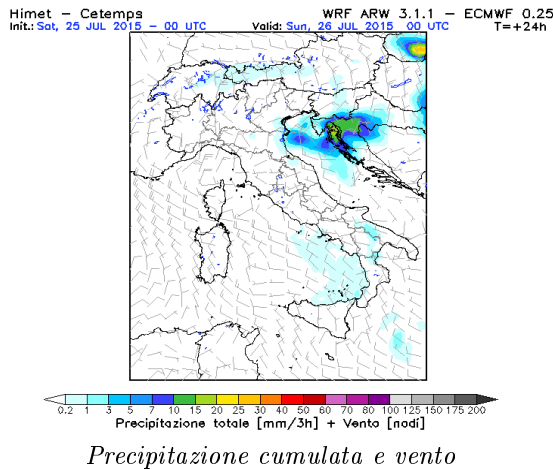 Himet – Cetemps WRF ARW 3.1.1 – ECMWF 0.25
Init.: Sat, 25 JUL 2015 – 00 UTC Valid: Sun, 26 JUL 2015 00 UTC T=+24h
0.2 1 3 5 7 10 15 20 25 30 40 50 60 70 80 100 125 150 175 200
Precipitazione totale [mm/3h] + Vento [nodi]
Precipitazione cumulata e vento